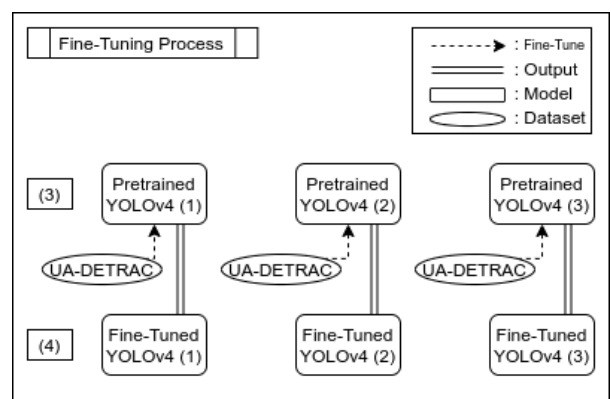 Fine-Tuning Process
: Fine-Tune
: Output
: Model
: Dataset
(3)
Pretrained
YOLOv4 (1)
Pretrained
YOLOv4 (2)
Pretrained
YOLOv4 (3)
UA-DETRAC
UA-DETRAC
UA-DETRAC
(4)
Fine-Tuned
YOLOv4 (1)
Fine-Tuned
YOLOv4 (2)
Fine-Tuned
YOLOv4 (3)